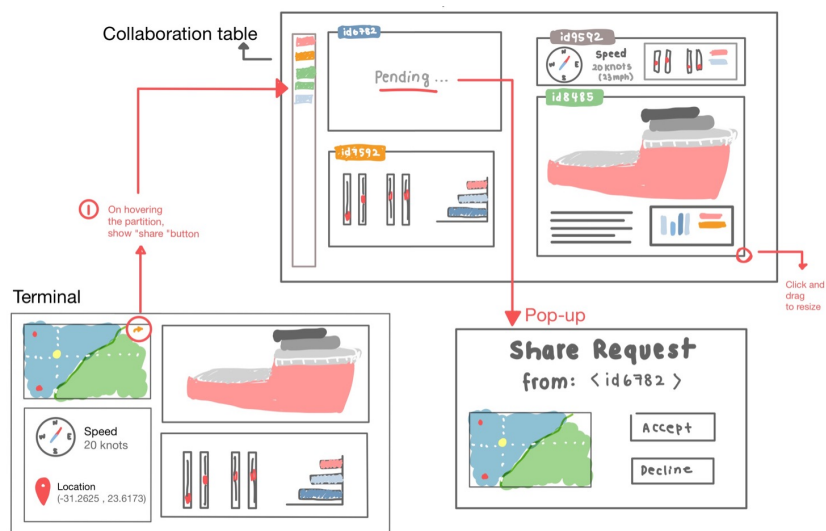 Collaboration table
id6782
Pending ...
id9592
Speed
20 knots
(23mph)
id8485
id9592
1
On hovering
the partition,
show "share "button
Click and
drag
to resize
Terminal
Speed
20 knots
Location
(-31.2625 , 23.6173)
N
E
S
W
Pop-up
Share Request
from: <id6782>
Accept
Decline